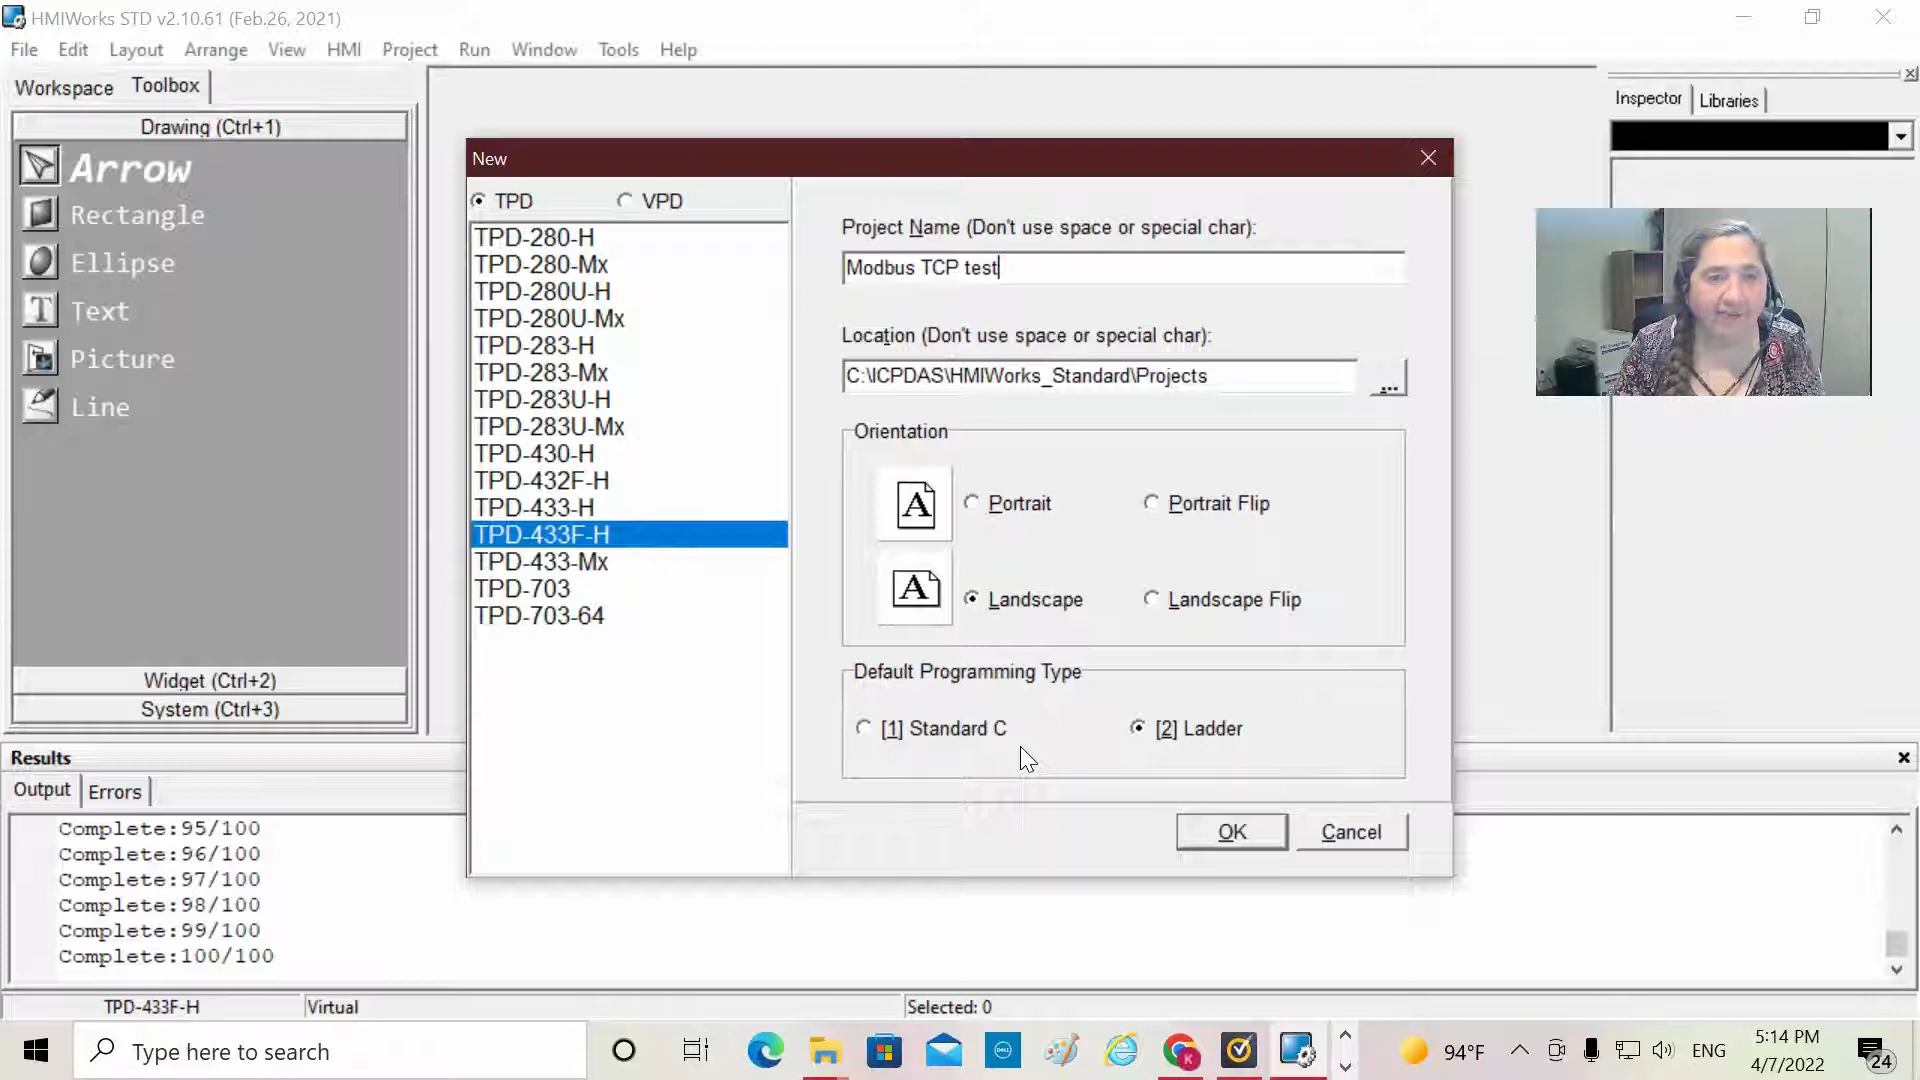 HMIWorks STD v2.10.61 (Feb.26, 2021)
File Edit Layout Arrange View HMI Project Run Window Tools Help
Workspace Toolbox
Drawing (Ctrl+1)
Arrow
Rectangle
Ellipse
T Text
Picture
Line
Widget (Ctrl+2)
System (Ctrl+3)
New
TPD VPD
TPD-280-H
TPD-280-Mx
TPD-280U-H
TPD-280U-Mx
TPD-283-H
TPD-283-Mx
TPD-283U-H
TPD-283U-Mx
TPD-430-H
TPD-432F-H
TPD-433-H
TPD-433F-H
TPD-433-Mx
TPD-703
TPD-703-64
Project Name (Don't use space or special char):
Modbus TCP test
Location (Don't use space or special char):
C:\ICPDAS\HMIWorks_Standard\Projects
...
Orientation
A Portrait Portrait Flip
A Landscape Landscape Flip
Default Programming Type
[1] Standard C [2] Ladder
OK Cancel
Inspector Libraries
Results
Output Errors
Complete:95/100
Complete:96/100
Complete:97/100
Complete:98/100
Complete:99/100
Complete:100/100
TPD-433F-H Virtual Selected: 0
Type here to search
DELL
K
94°F
ENG
5:14 PM
4/7/2022
24